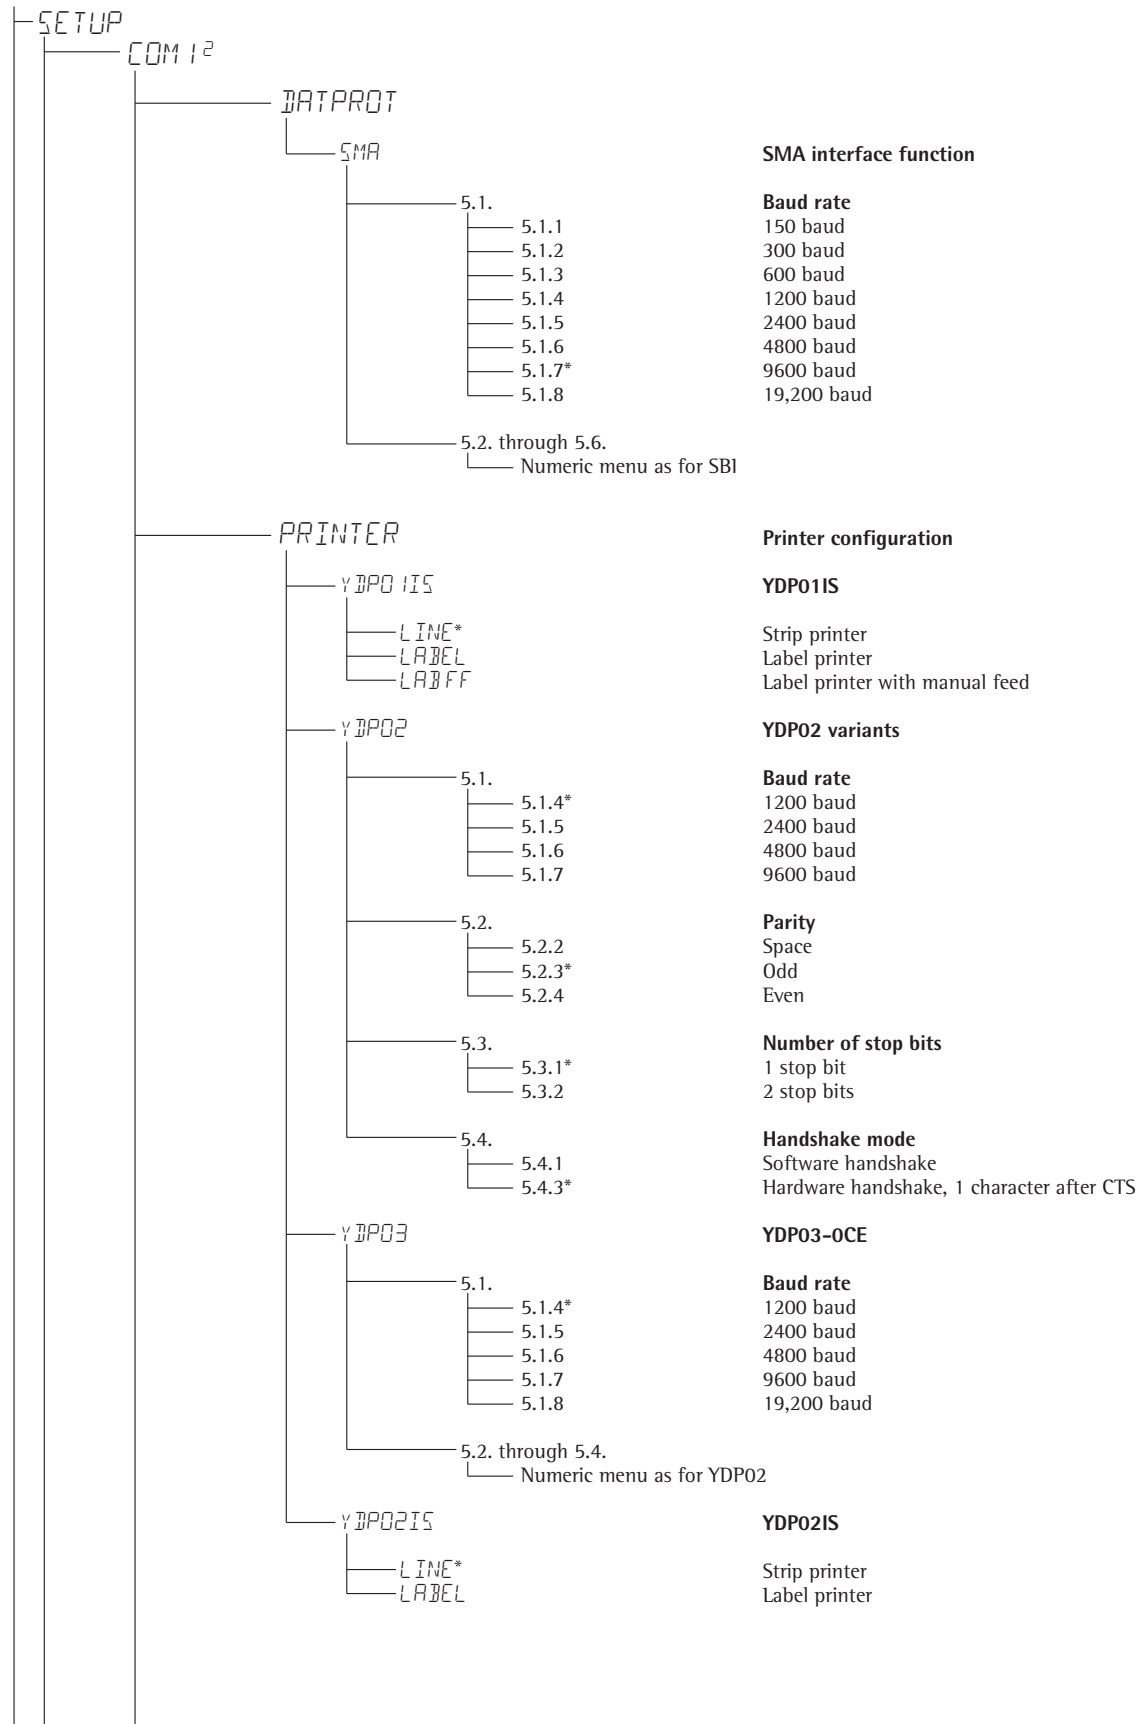 SETUP
COM1²
DATPROT
SMA SMA interface function
5.1. Baud rate
5.1.1 150 baud
5.1.2 300 baud
5.1.3 600 baud
5.1.4 1200 baud
5.1.5 2400 baud
5.1.6 4800 baud
5.1.7* 9600 baud
5.1.8 19,200 baud
5.2. through 5.6.
Numeric menu as for SBI
PRINTER Printer configuration
YDP01IS YDP01IS
LINE* Strip printer
LABEL Label printer
LABFF Label printer with manual feed
YDP02 YDP02 variants
5.1. Baud rate
5.1.4* 1200 baud
5.1.5 2400 baud
5.1.6 4800 baud
5.1.7 9600 baud
5.2. Parity
5.2.2 Space
5.2.3* Odd
5.2.4 Even
5.3. Number of stop bits
5.3.1* 1 stop bit
5.3.2 2 stop bits
5.4. Handshake mode
5.4.1 Software handshake
5.4.3* Hardware handshake, 1 character after CTS
YDP03 YDP03-0CE
5.1. Baud rate
5.1.4* 1200 baud
5.1.5 2400 baud
5.1.6 4800 baud
5.1.7 9600 baud
5.1.8 19,200 baud
5.2. through 5.4.
Numeric menu as for YDP02
YDP02IS YDP02IS
LINE* Strip printer
LABEL Label printer